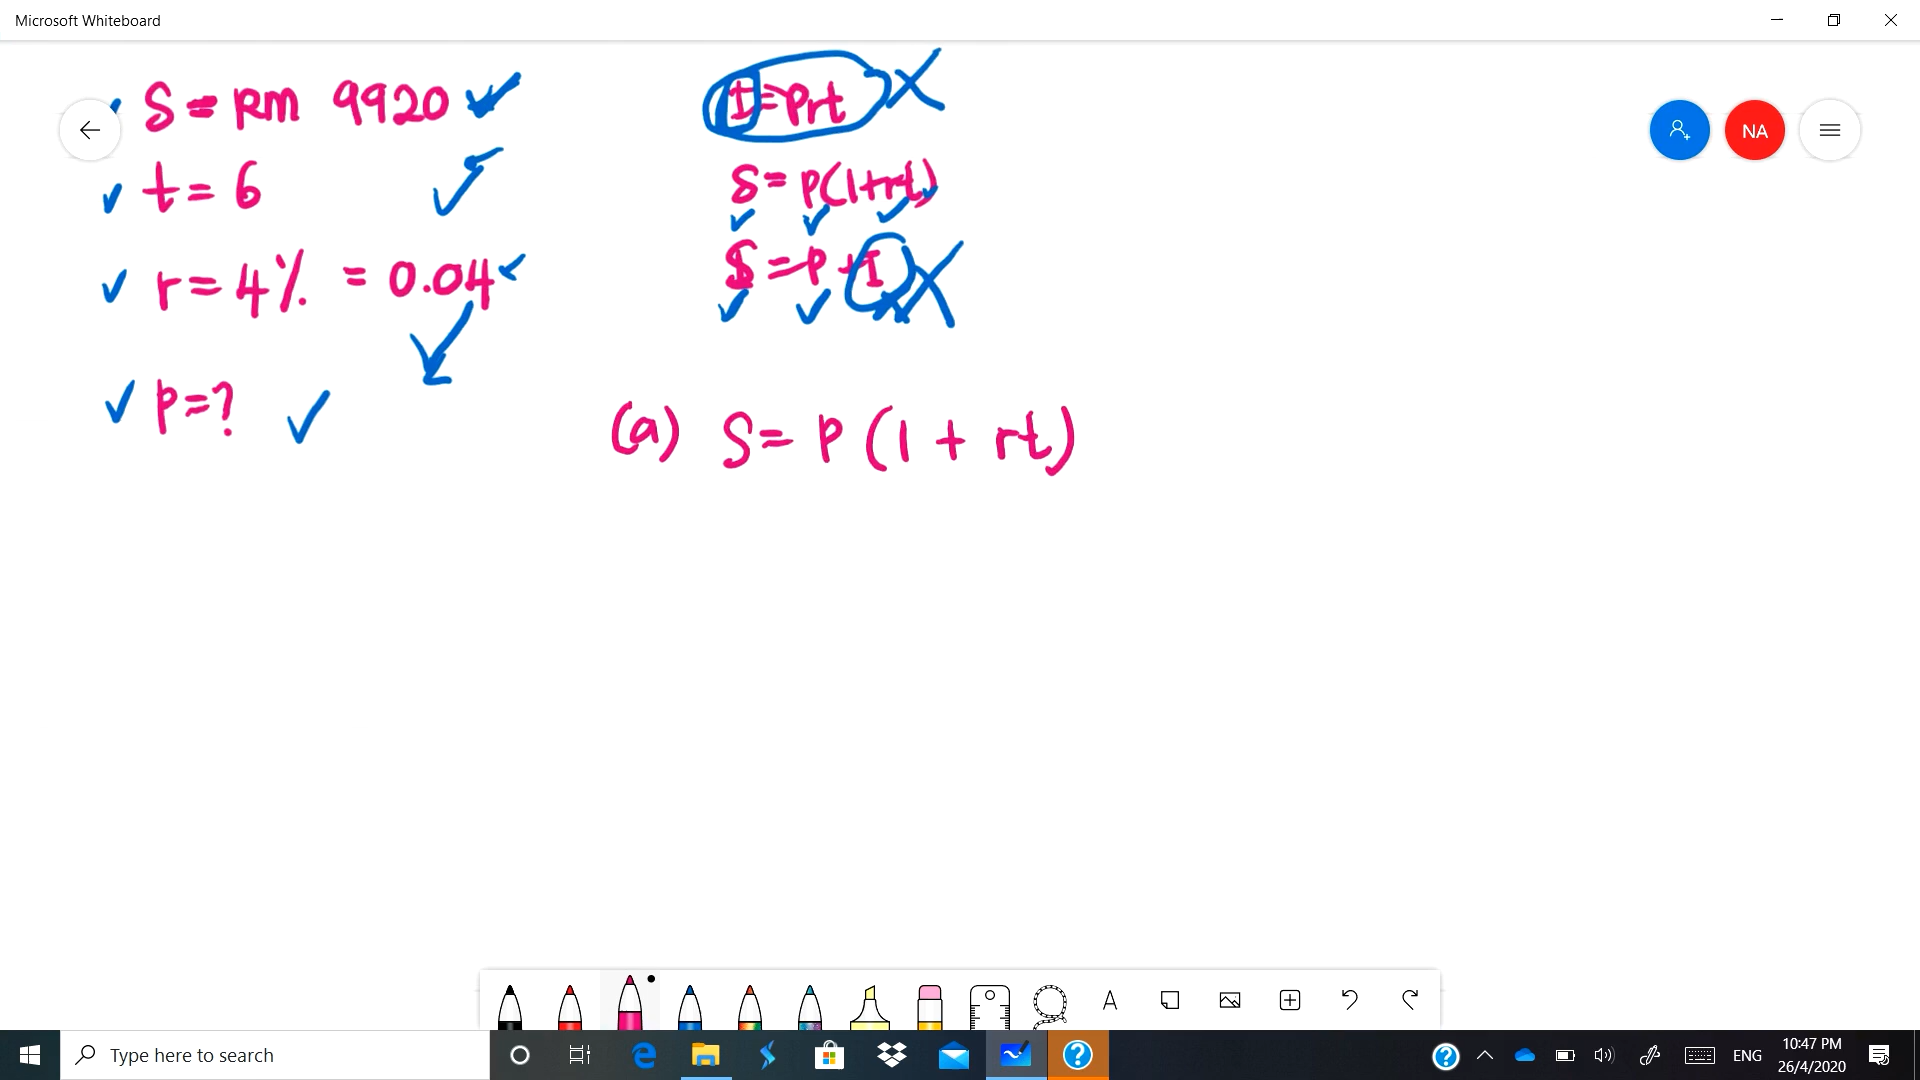 Microsoft Whiteboard
S = RM 9920
t = 6
r = 4% = 0.04
P = ?
I = Prt
S = P(1+rt)
S = P + I
(a) S = P (1 + rt)
NA
A
Type here to search
ENG
10:47 PM
26/4/2020